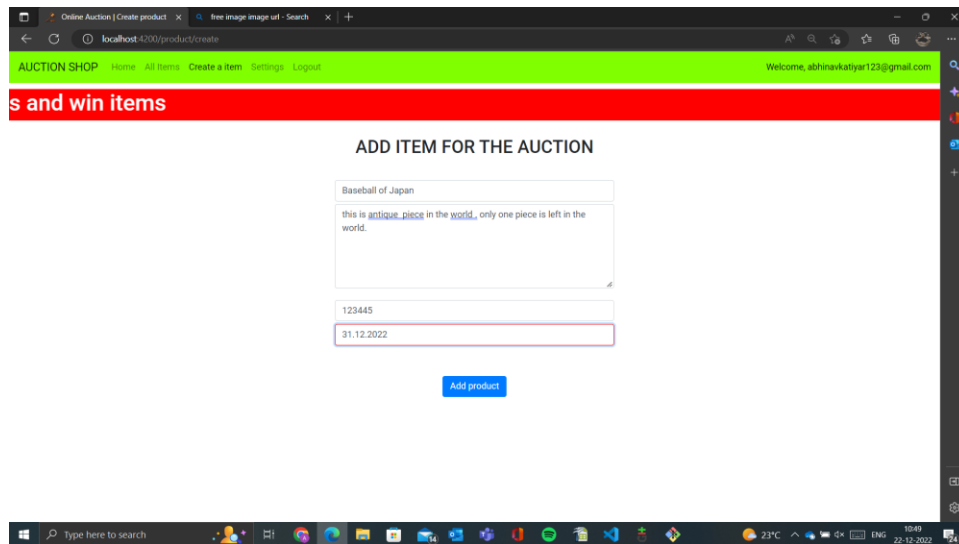 Online Auction | Create product
free image image url - Search
localhost:4200/product/create
AUCTION SHOP Home All Items Create a item Settings Logout Welcome, abhinavkatiyar123@gmail.com
s and win items
ADD ITEM FOR THE AUCTION
Baseball of Japan
this is antique piece in the world , only one piece is left in the
world.
123445
31.12.2022
Add product
Type here to search
23°C ENG
10:49
22-12-2022